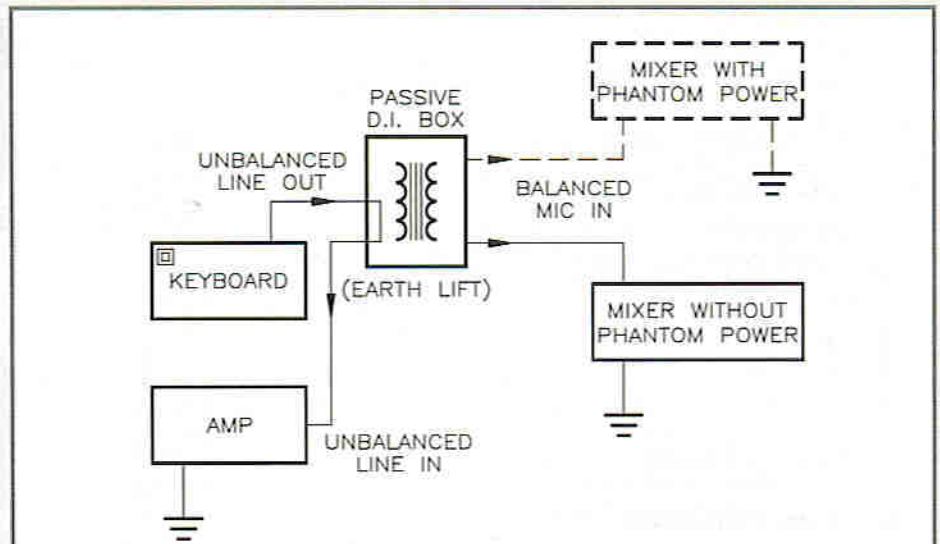 MIXER WITH
PHANTOM POWER
PASSIVE
D.I. BOX
UNBALANCED
LINE OUT
BALANCED
MIC IN
KEYBOARD
(EARTH LIFT)
MIXER WITHOUT
PHANTOM POWER
AMP
UNBALANCED
LINE IN